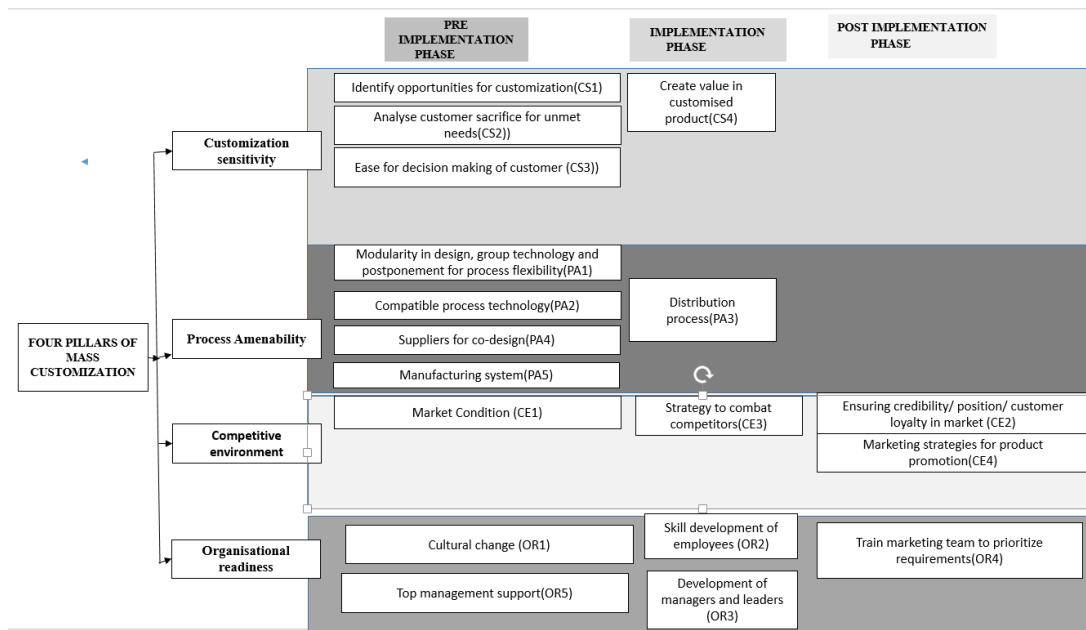 PRE
IMPLEMENTATION
PHASE
IMPLEMENTATION
PHASE
POST IMPLEMENTATION
PHASE
Identify opportunities for customization(CS1)
Analyse customer sacrifice for unmet
needs(CS2))
Ease for decision making of customer (CS3))
Create value in
customised
product(CS4)
Customization
sensitivity
Modularity in design, group technology and
postponement for process flexibility(PA1)
Compatible process technology(PA2)
Suppliers for co-design(PA4)
Manufacturing system(PA5)
Distribution
process(PA3)
FOUR PILLARS OF
MASS
CUSTOMIZATION
Process Amenability
Market Condition (CE1)
Strategy to combat
competitors(CE3)
Ensuring credibility/ position/ customer
loyalty in market (CE2)
Marketing strategies for product
promotion(CE4)
Competitive
environment
Organisational
readiness
Cultural change (OR1)
Top management support(OR5)
Skill development of
employees (OR2)
Development of
managers and leaders
(OR3)
Train marketing team to prioritize
requirements(OR4)